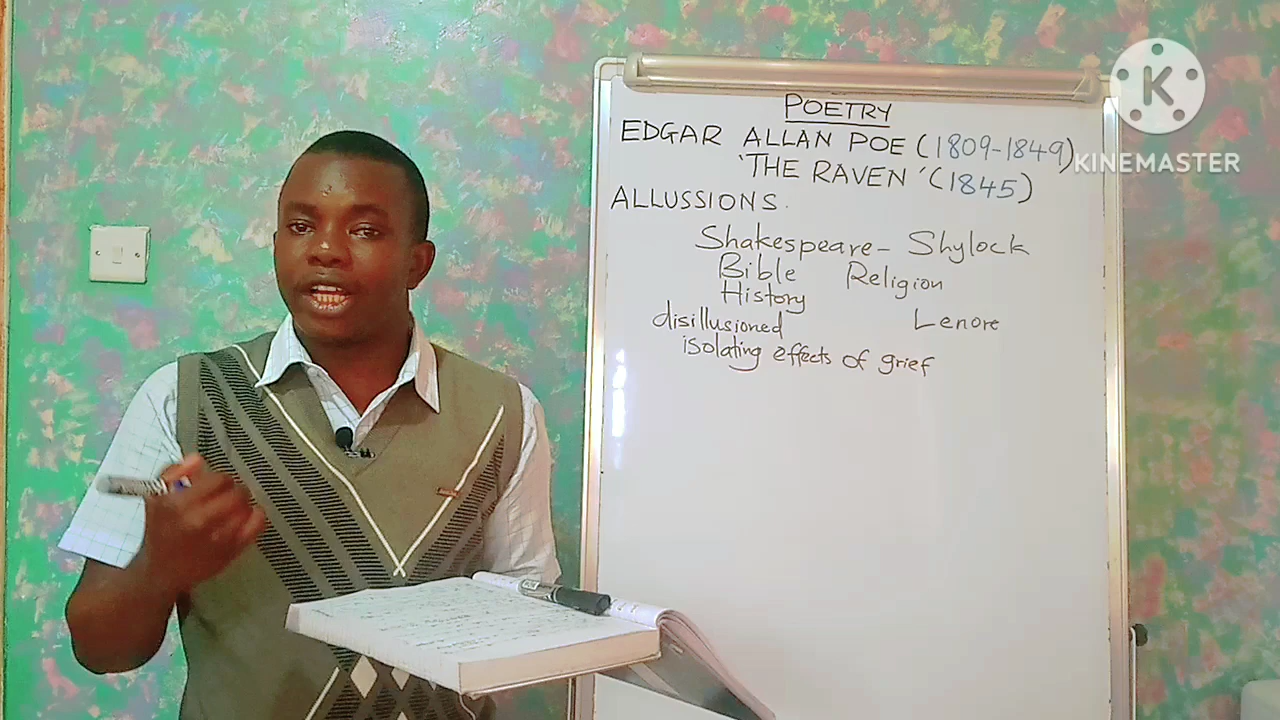 POETRY
EDGAR ALLAN POE (1809-1849)
'THE RAVEN' (1845)
ALLUSSIONS.
Shakespeare - Shylock
Bible Religion
History
disillusioned Lenore
isolating effects of grief
K
KINEMASTER